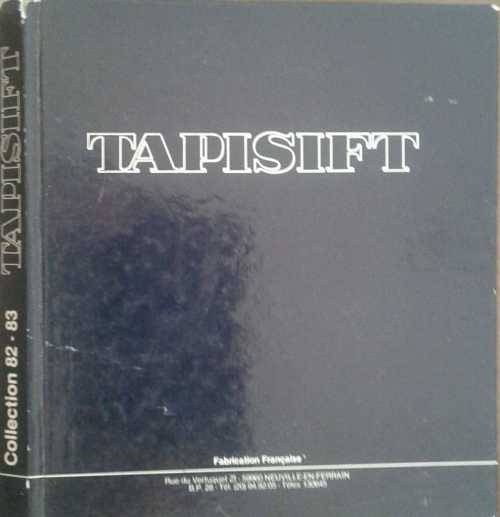 TAPISIFT
Collection 82 - 83
TAPISIFT
Fabrication Française
Rue du Vertuquet 21 - 59960 NEUVILLE-EN-FERRAIN
B.P. 28 - Tél. (20) 94.92.05 - Télex 130645